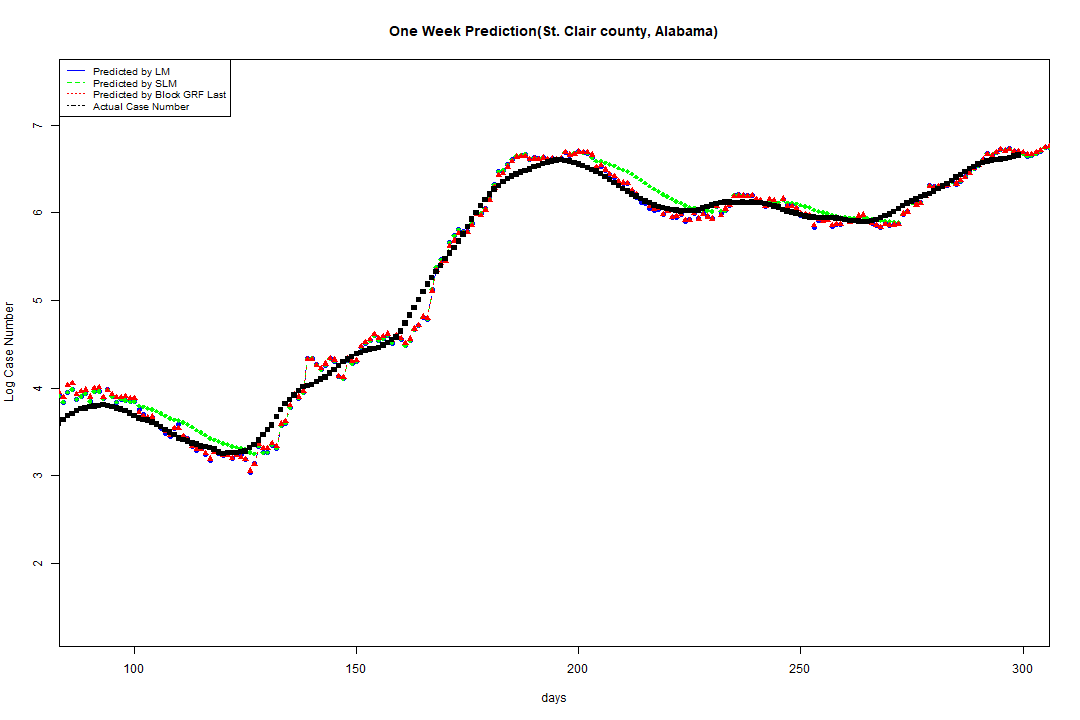 One Week Prediction(St. Clair county, Alabama)
Predicted by LM
Predicted by SLM
Predicted by Block GRF Last
Actual Case Number
7
6
5
4
3
2
Log Case Number
100 150 200 250 300
days